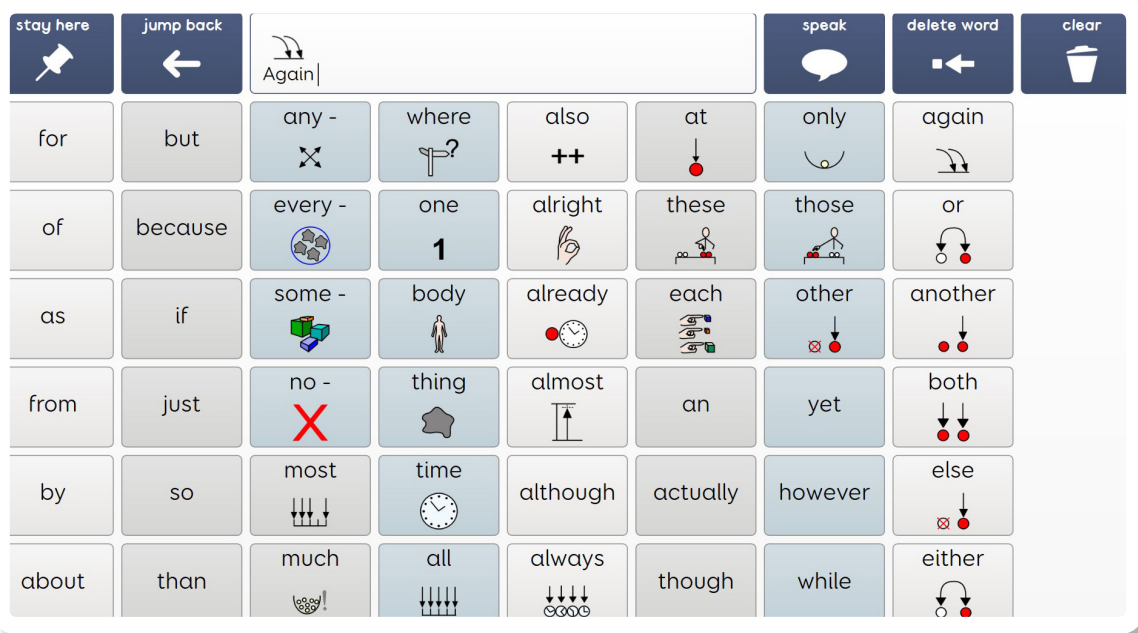 stay here jump back speak delete word clear
Again
for but any - where ? also ++ at only again
of because every - one 1 alright these those or
as if some - body already each other another
from just no - thing almost an yet both
by so most time although actually however else
about than much ! all always though while either